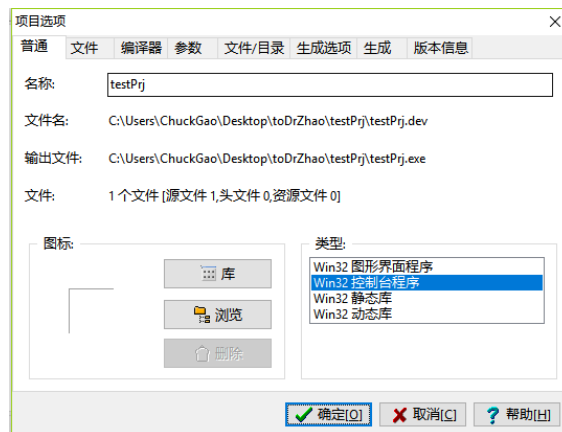 项目选项
普通 文件 编译器 参数 文件/目录 生成选项 生成 版本信息
名称: testPrj
文件名: C:\Users\ChuckGao\Desktop\toDrZhao\testPrj\testPrj.dev
输出文件: C:\Users\ChuckGao\Desktop\toDrZhao\testPrj\testPrj.exe
文件: 1 个文件 [源文件 1,头文件 0,资源文件 0]
图标:
库
浏览
删除
类型:
Win32 图形界面程序
Win32 控制台程序
Win32 静态库
Win32 动态库
确定[O] 取消[C] 帮助[H]